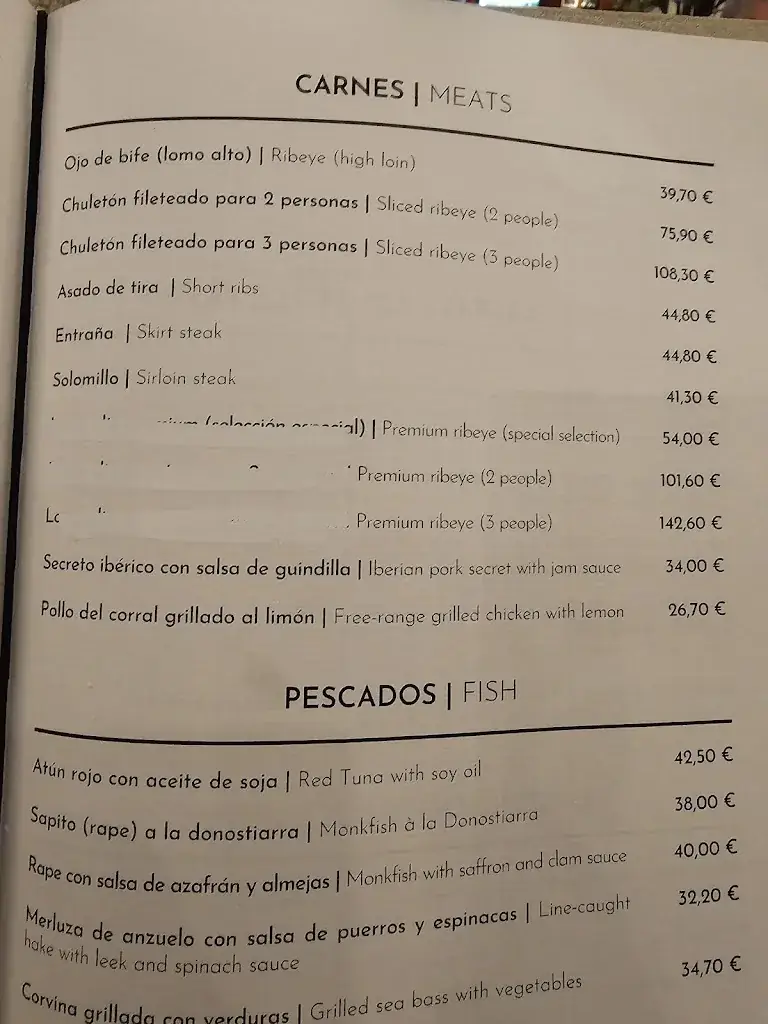 CARNES | MEATS
Ojo de bife (lomo alto) | Ribeye (high loin) 39,70 €
Chuletón fileteado para 2 personas | Sliced ribeye (2 people) 75,90 €
Chuletón fileteado para 3 personas | Sliced ribeye (3 people) 108,30 €
Asado de tira | Short ribs 44,80 €
Entraña | Skirt steak 44,80 €
Solomillo | Sirloin steak 41,30 €
| Premium ribeye (special selection) 54,00 €
Premium ribeye (2 people) 101,60 €
Premium ribeye (3 people) 142,60 €
Secreto ibérico con salsa de guindilla | Iberian pork secret with jam sauce 34,00 €
Pollo del corral grillado al limón | Free-range grilled chicken with lemon 26,70 €
PESCADOS | FISH
Atún rojo con aceite de soja | Red Tuna with soy oil 42,50 €
Sapito (rape) a la donostiarra | Monkfish à la Donostiarra 38,00 €
Rape con salsa de azafrán y almejas | Monkfish with saffron and clam sauce 40,00 €
Merluza de anzuelo con salsa de puerros y espinacas | Line-caught 32,20 €
hake with leek and spinach sauce
Corvina grillada con verduras | Grilled sea bass with vegetables 34,70 €